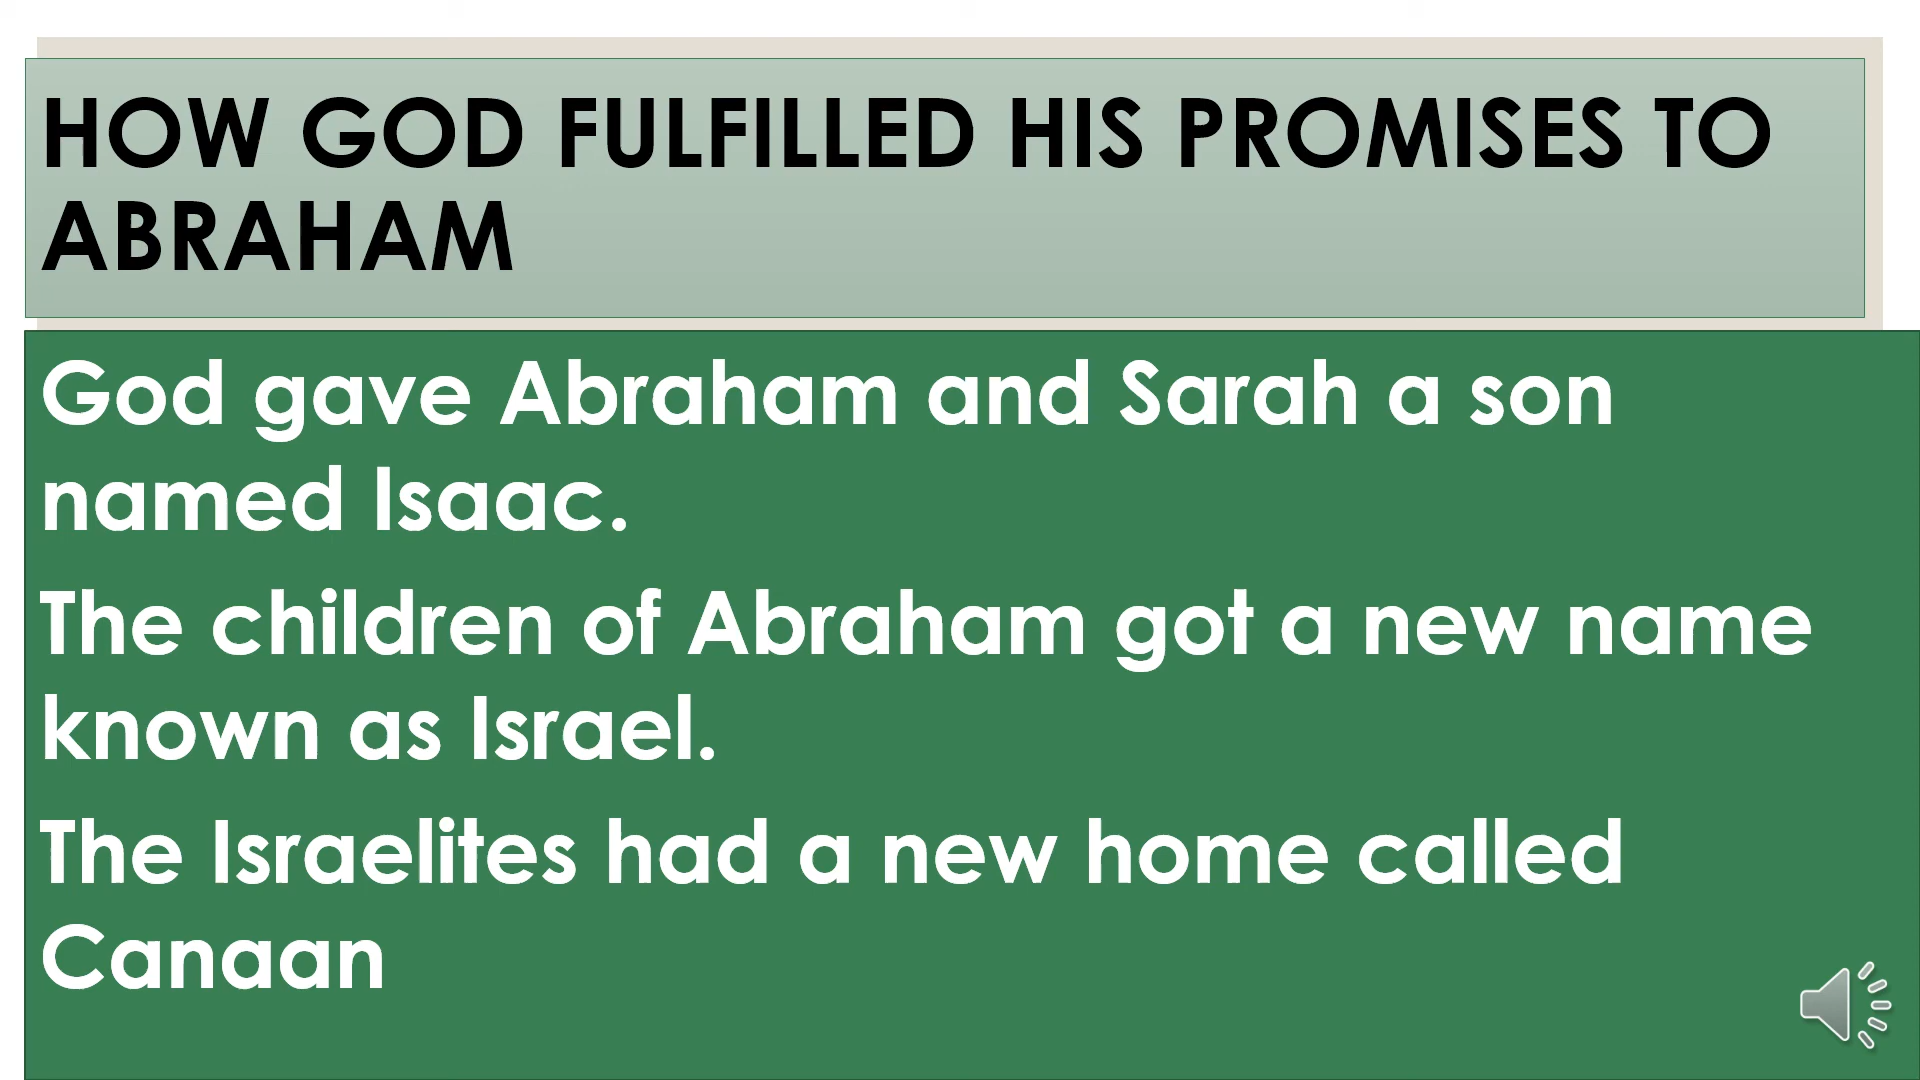 HOW GOD FULFILLED HIS PROMISES TO
ABRAHAM
God gave Abraham and Sarah a son
named Isaac.
The children of Abraham got a new name
known as Israel.
The Israelites had a new home called
Canaan